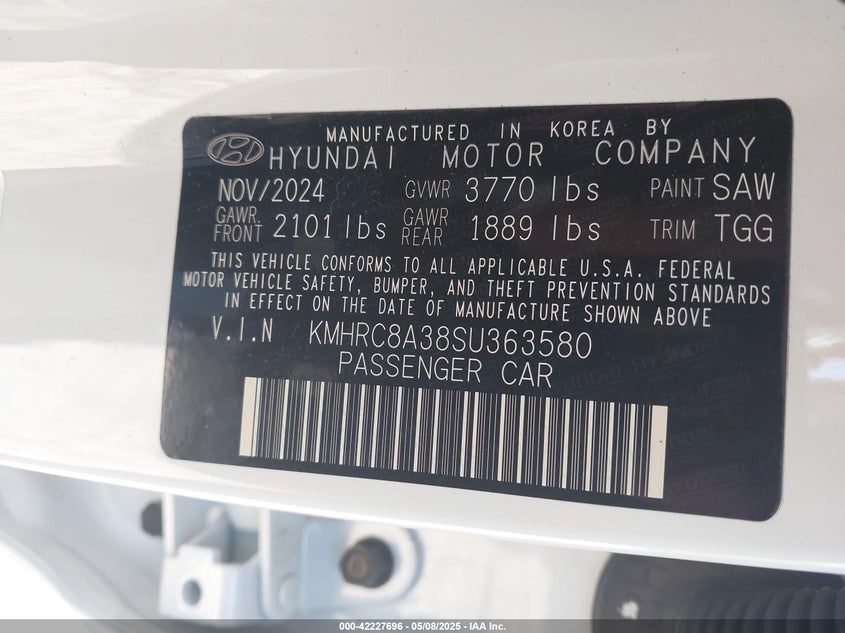 MANUFACTURED IN KOREA BY
HYUNDAI MOTOR COMPANY
NOV/2024 GVWR 3770 lbs PAINT SAW
GAWR FRONT 2101 lbs GAWR REAR 1889 lbs TRIM TGG
THIS VEHICLE CONFORMS TO ALL APPLICABLE U.S.A. FEDERAL
MOTOR VEHICLE SAFETY, BUMPER, AND THEFT PREVENTION STANDARDS
IN EFFECT ON THE DATE OF MANUFACTURE SHOWN ABOVE
V.I.N KMHRC8A38SU363580
PASSENGER CAR
000-42227696 - 05/08/2025 - IAA Inc.